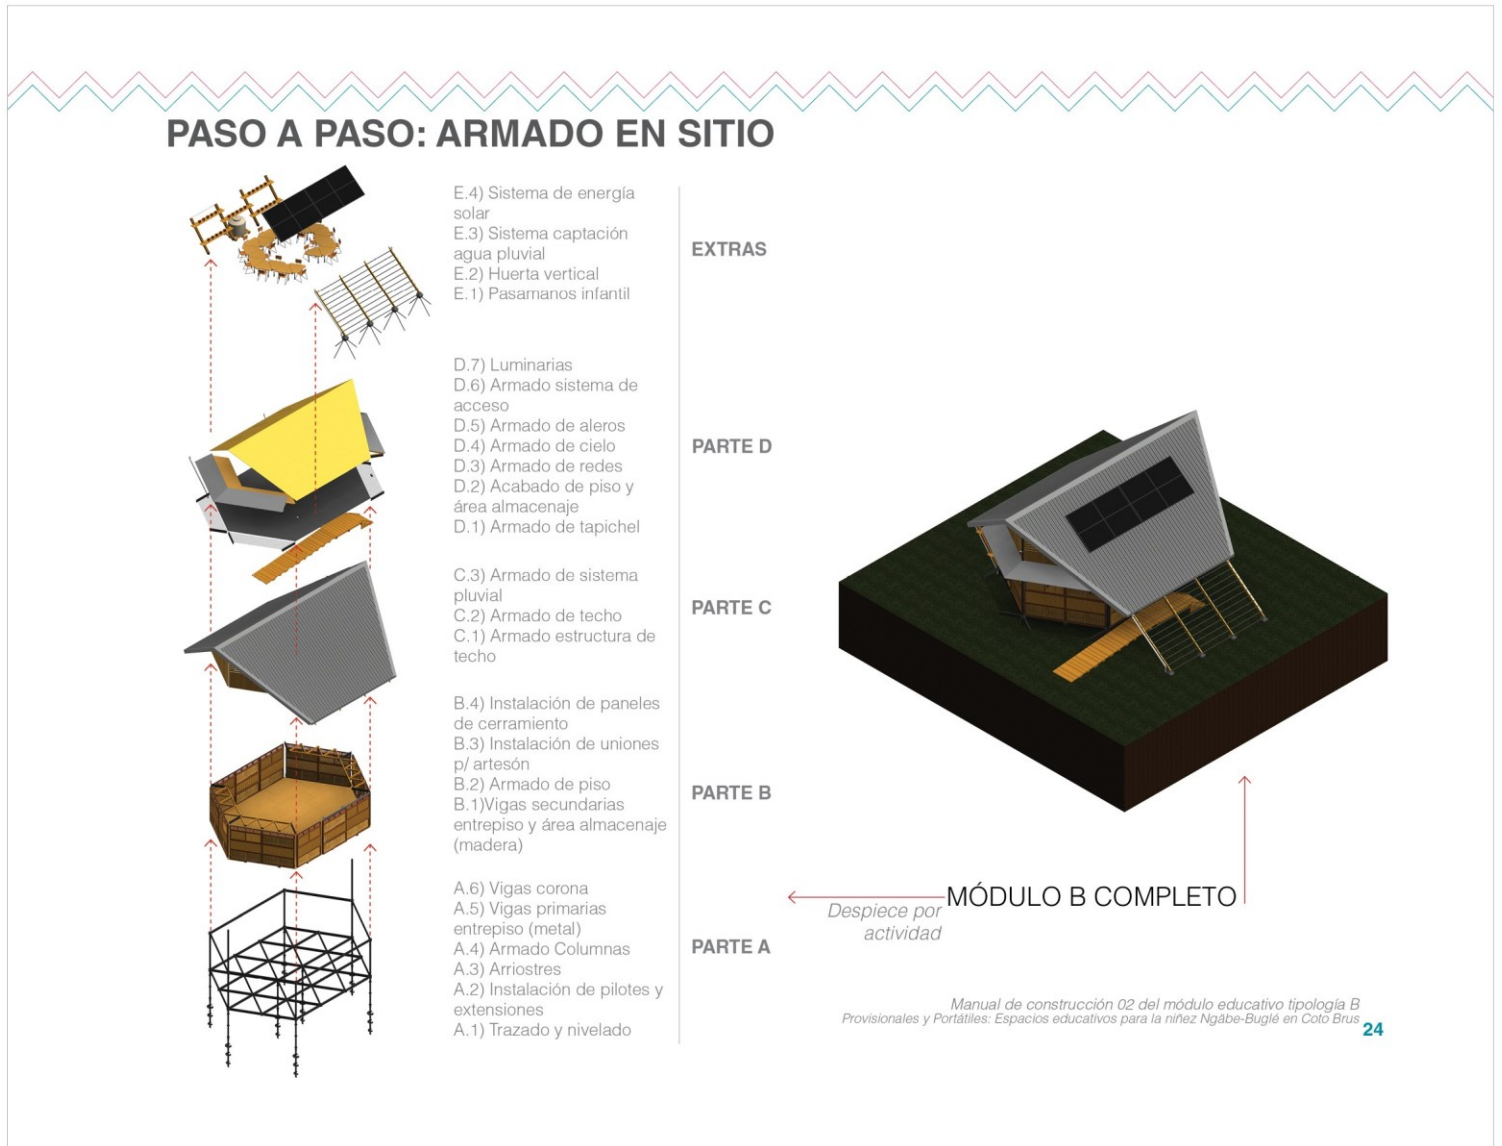 PASO A PASO: ARMADO EN SITIO
E.4) Sistema de energía
solar
E.3) Sistema captación
agua pluvial
E.2) Huerta vertical
E.1) Pasamanos infantil
EXTRAS
D.7) Luminarias
D.6) Armado sistema de
acceso
D.5) Armado de aleros
D.4) Armado de cielo
D.3) Armado de redes
D.2) Acabado de piso y
área almacenaje
D.1) Armado de tapichel
PARTE D
C.3) Armado de sistema
pluvial
C.2) Armado de techo
C.1) Armado estructura de
techo
PARTE C
B.4) Instalación de paneles
de cerramiento
B.3) Instalación de uniones
p/ artesón
B.2) Armado de piso
B.1)Vigas secundarias
entrepiso y área almacenaje
(madera)
PARTE B
A.6) Vigas corona
A.5) Vigas primarias
entrepiso (metal)
A.4) Armado Columnas
A.3) Arriostres
A.2) Instalación de pilotes y
extensiones
A.1) Trazado y nivelado
PARTE A
MÓDULO B COMPLETO
Despiece por
actividad
Manual de construcción 02 del módulo educativo tipología B
Provisionales y Portátiles: Espacios educativos para la niñez Ngäbe-Buglé en Coto Brus
24